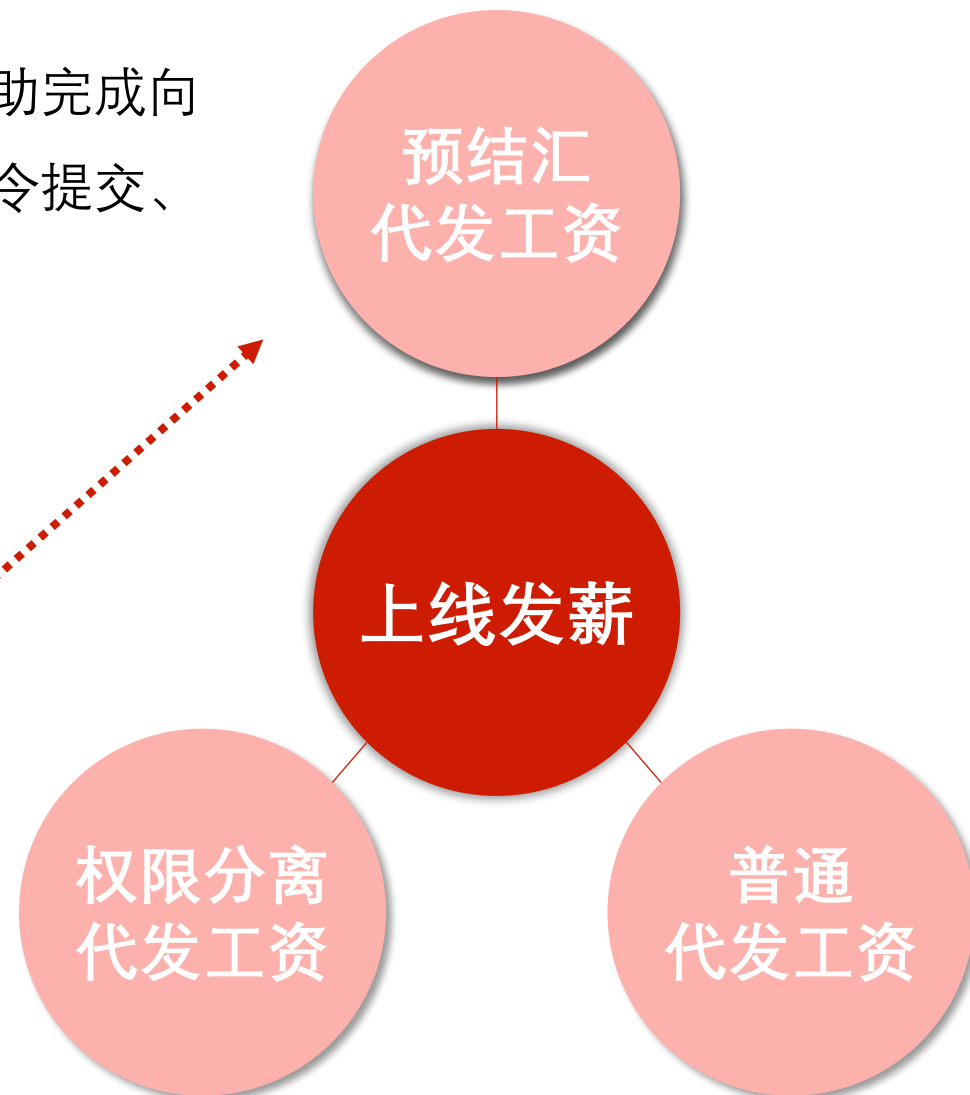 助完成向
令提交、
预结汇
代发工资
上线发薪
权限分离
代发工资
普通
代发工资